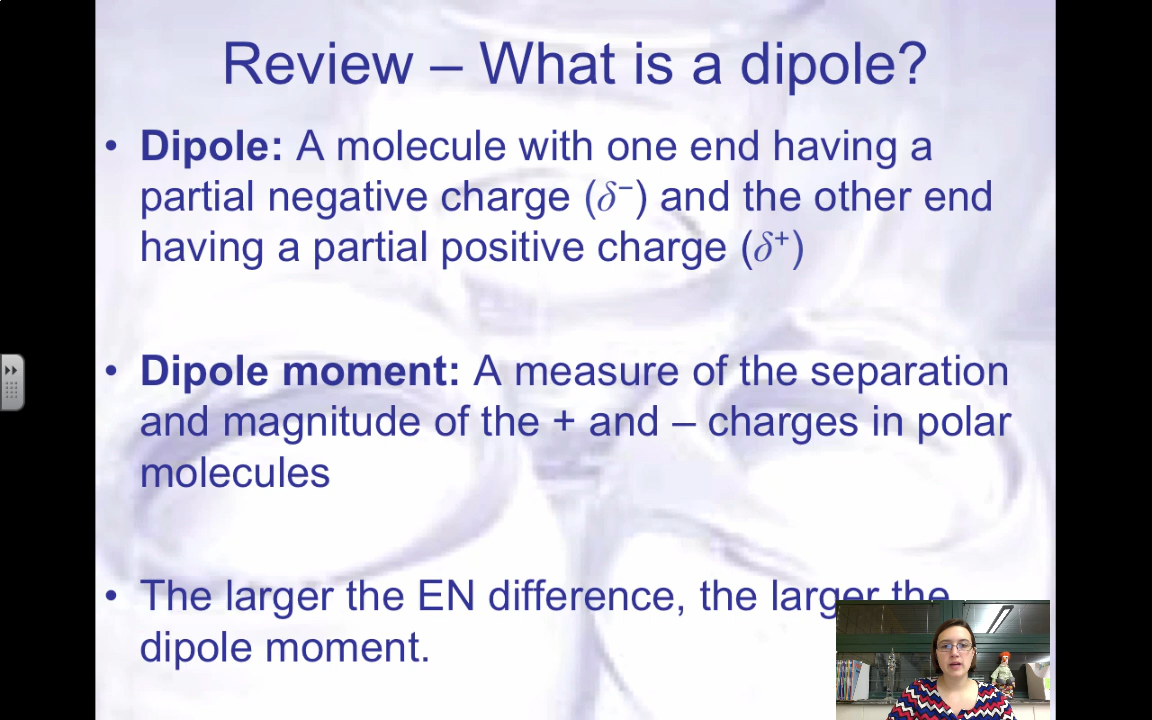 Review – What is a dipole?
• Dipole: A molecule with one end having a
partial negative charge (δ⁻) and the other end
having a partial positive charge (δ⁺)
• Dipole moment: A measure of the separation
and magnitude of the + and – charges in polar
molecules
• The larger the EN difference, the larger the
dipole moment.